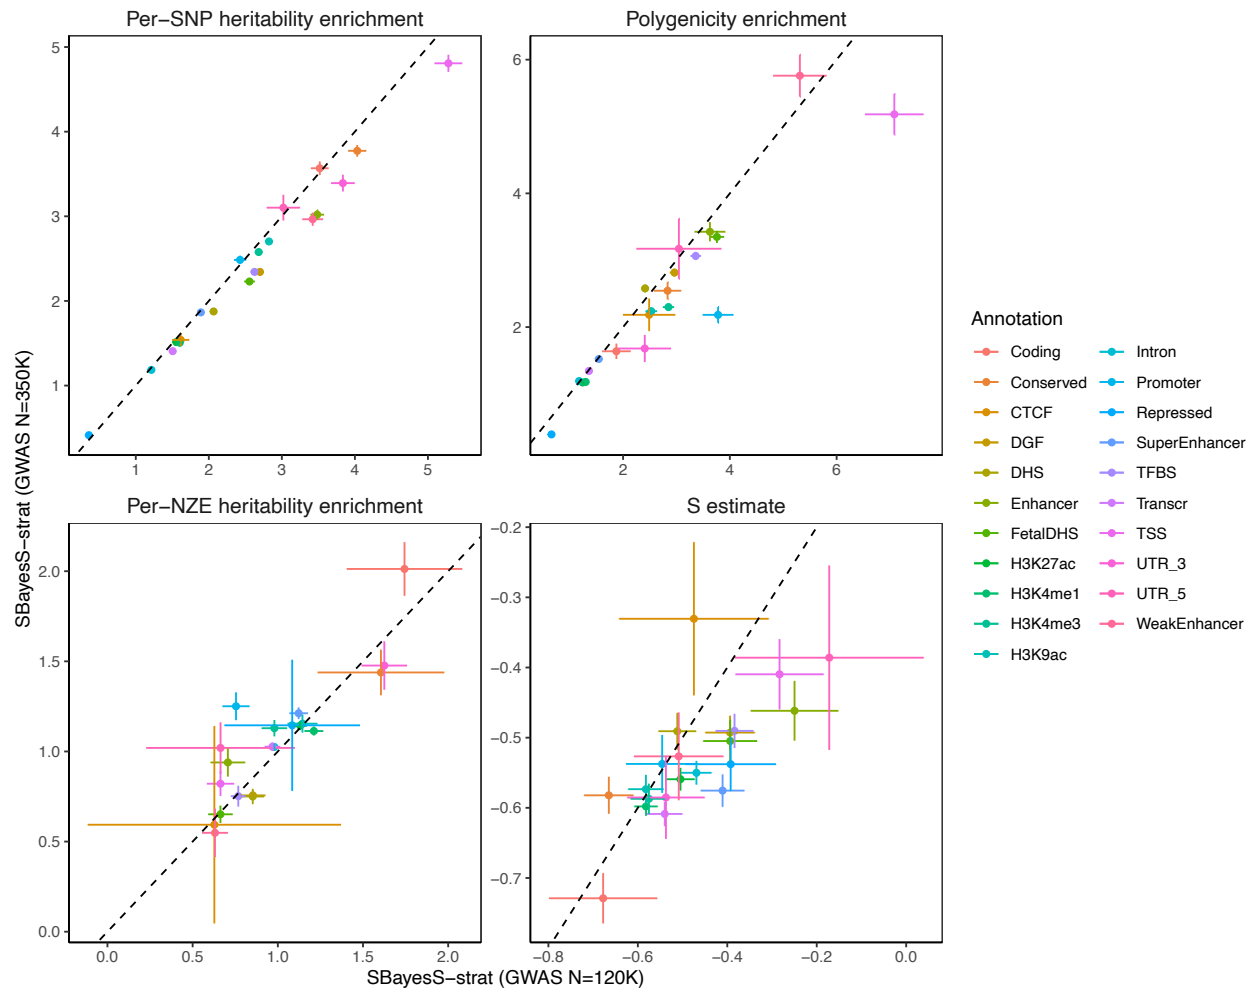 Per−SNP heritability enrichment
Polygenicity enrichment
5
4
3
2
1
1 2 3 4 5
6
4
2
2 4 6
Per−NZE heritability enrichment
S estimate
2.0
1.5
1.0
0.5
0.0
0.0 0.5 1.0 1.5 2.0
−0.2
−0.3
−0.4
−0.5
−0.6
−0.7
−0.8 −0.6 −0.4 −0.2 0.0
SBayesS−strat (GWAS N=350K)
SBayesS−strat (GWAS N=120K)
Annotation
Coding
Conserved
CTCF
DGF
DHS
Enhancer
FetalDHS
H3K27ac
H3K4me1
H3K4me3
H3K9ac
Intron
Promoter
Repressed
SuperEnhancer
TFBS
Transcr
TSS
UTR_3
UTR_5
WeakEnhancer